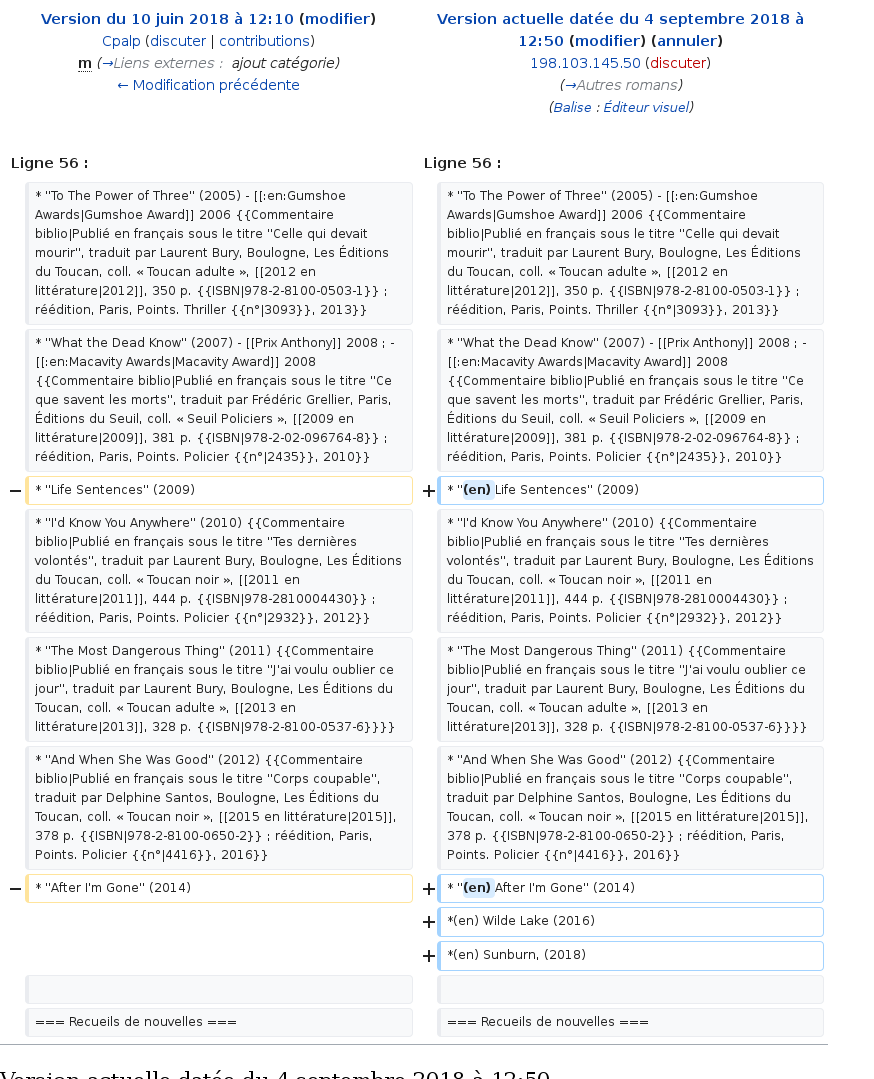 Version du 10 juin 2018 à 12:10 (modifier)
Cpalp (discuter | contributions)
m (→Liens externes : ajout catégorie)
← Modification précédente
Version actuelle datée du 4 septembre 2018 à
12:50 (modifier) (annuler)
198.103.145.50 (discuter)
(→Autres romans)
(Balise : Éditeur visuel)
Ligne 56 :
Ligne 56 :
* ''To The Power of Three'' (2005) - [[:en:Gumshoe
Awards|Gumshoe Award]] 2006 {{Commentaire
biblio|Publié en français sous le titre ''Celle qui devait
mourir'', traduit par Laurent Bury, Boulogne, Les Éditions
du Toucan, coll. « Toucan adulte », [[2012 en
littérature|2012]], 350 p. {{ISBN|978-2-8100-0503-1}} ;
réédition, Paris, Points. Thriller {{n°|3093}}, 2013}}
* ''To The Power of Three'' (2005) - [[:en:Gumshoe
Awards|Gumshoe Award]] 2006 {{Commentaire
biblio|Publié en français sous le titre ''Celle qui devait
mourir'', traduit par Laurent Bury, Boulogne, Les Éditions
du Toucan, coll. « Toucan adulte », [[2012 en
littérature|2012]], 350 p. {{ISBN|978-2-8100-0503-1}} ;
réédition, Paris, Points. Thriller {{n°|3093}}, 2013}}
* ''What the Dead Know'' (2007) - [[Prix Anthony]] 2008 ; -
[[:en:Macavity Awards|Macavity Award]] 2008
{{Commentaire biblio|Publié en français sous le titre ''Ce
que savent les morts'', traduit par Frédéric Grellier, Paris,
Éditions du Seuil, coll. « Seuil Policiers », [[2009 en
littérature|2009]], 381 p. {{ISBN|978-2-02-096764-8}} ;
réédition, Paris, Points. Policier {{n°|2435}}, 2010}}
* ''What the Dead Know'' (2007) - [[Prix Anthony]] 2008 ; -
[[:en:Macavity Awards|Macavity Award]] 2008
{{Commentaire biblio|Publié en français sous le titre ''Ce
que savent les morts'', traduit par Frédéric Grellier, Paris,
Éditions du Seuil, coll. « Seuil Policiers », [[2009 en
littérature|2009]], 381 p. {{ISBN|978-2-02-096764-8}} ;
réédition, Paris, Points. Policier {{n°|2435}}, 2010}}
− * ''Life Sentences'' (2009)
+ * ''(en) Life Sentences'' (2009)
* ''I'd Know You Anywhere'' (2010) {{Commentaire
biblio|Publié en français sous le titre ''Tes dernières
volontés'', traduit par Laurent Bury, Boulogne, Les Éditions
du Toucan, coll. « Toucan noir », [[2011 en
littérature|2011]], 444 p. {{ISBN|978-2810004430}} ;
réédition, Paris, Points. Policier {{n°|2932}}, 2012}}
* ''I'd Know You Anywhere'' (2010) {{Commentaire
biblio|Publié en français sous le titre ''Tes dernières
volontés'', traduit par Laurent Bury, Boulogne, Les Éditions
du Toucan, coll. « Toucan noir », [[2011 en
littérature|2011]], 444 p. {{ISBN|978-2810004430}} ;
réédition, Paris, Points. Policier {{n°|2932}}, 2012}}
* ''The Most Dangerous Thing'' (2011) {{Commentaire
biblio|Publié en français sous le titre ''J'ai voulu oublier ce
jour'', traduit par Laurent Bury, Boulogne, Les Éditions du
Toucan, coll. « Toucan adulte », [[2013 en
littérature|2013]], 328 p. {{ISBN|978-2-8100-0537-6}}}}
* ''The Most Dangerous Thing'' (2011) {{Commentaire
biblio|Publié en français sous le titre ''J'ai voulu oublier ce
jour'', traduit par Laurent Bury, Boulogne, Les Éditions du
Toucan, coll. « Toucan adulte », [[2013 en
littérature|2013]], 328 p. {{ISBN|978-2-8100-0537-6}}}}
* ''And When She Was Good'' (2012) {{Commentaire
biblio|Publié en français sous le titre ''Corps coupable'',
traduit par Delphine Santos, Boulogne, Les Éditions du
Toucan, coll. « Toucan noir », [[2015 en littérature|2015]],
378 p. {{ISBN|978-2-8100-0650-2}} ; réédition, Paris,
Points. Policier {{n°|4416}}, 2016}}
* ''And When She Was Good'' (2012) {{Commentaire
biblio|Publié en français sous le titre ''Corps coupable'',
traduit par Delphine Santos, Boulogne, Les Éditions du
Toucan, coll. « Toucan noir », [[2015 en littérature|2015]],
378 p. {{ISBN|978-2-8100-0650-2}} ; réédition, Paris,
Points. Policier {{n°|4416}}, 2016}}
− * ''After I'm Gone'' (2014)
+ * ''(en) After I'm Gone'' (2014)
+ *(en) Wilde Lake (2016)
+ *(en) Sunburn, (2018)
=== Recueils de nouvelles ===
=== Recueils de nouvelles ===
Version actuelle datée du 4 septembre 2018 à 12:50